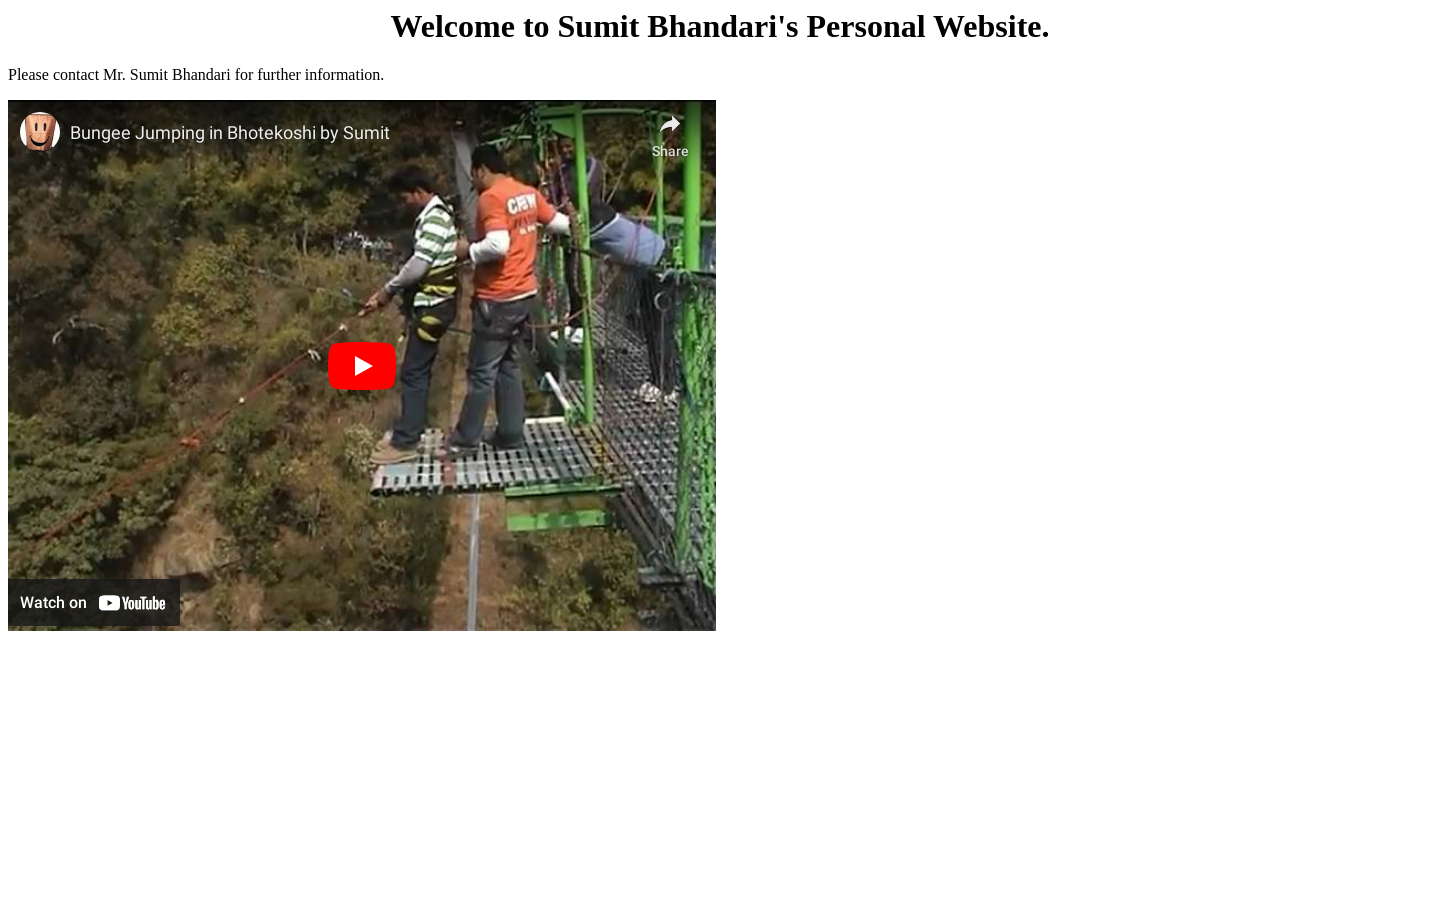 Welcome to Sumit Bhandari's Personal Website.
Please contact Mr. Sumit Bhandari for further information.
Bungee Jumping in Bhotekoshi by Sumit
Share
CREW
Watch on YouTube